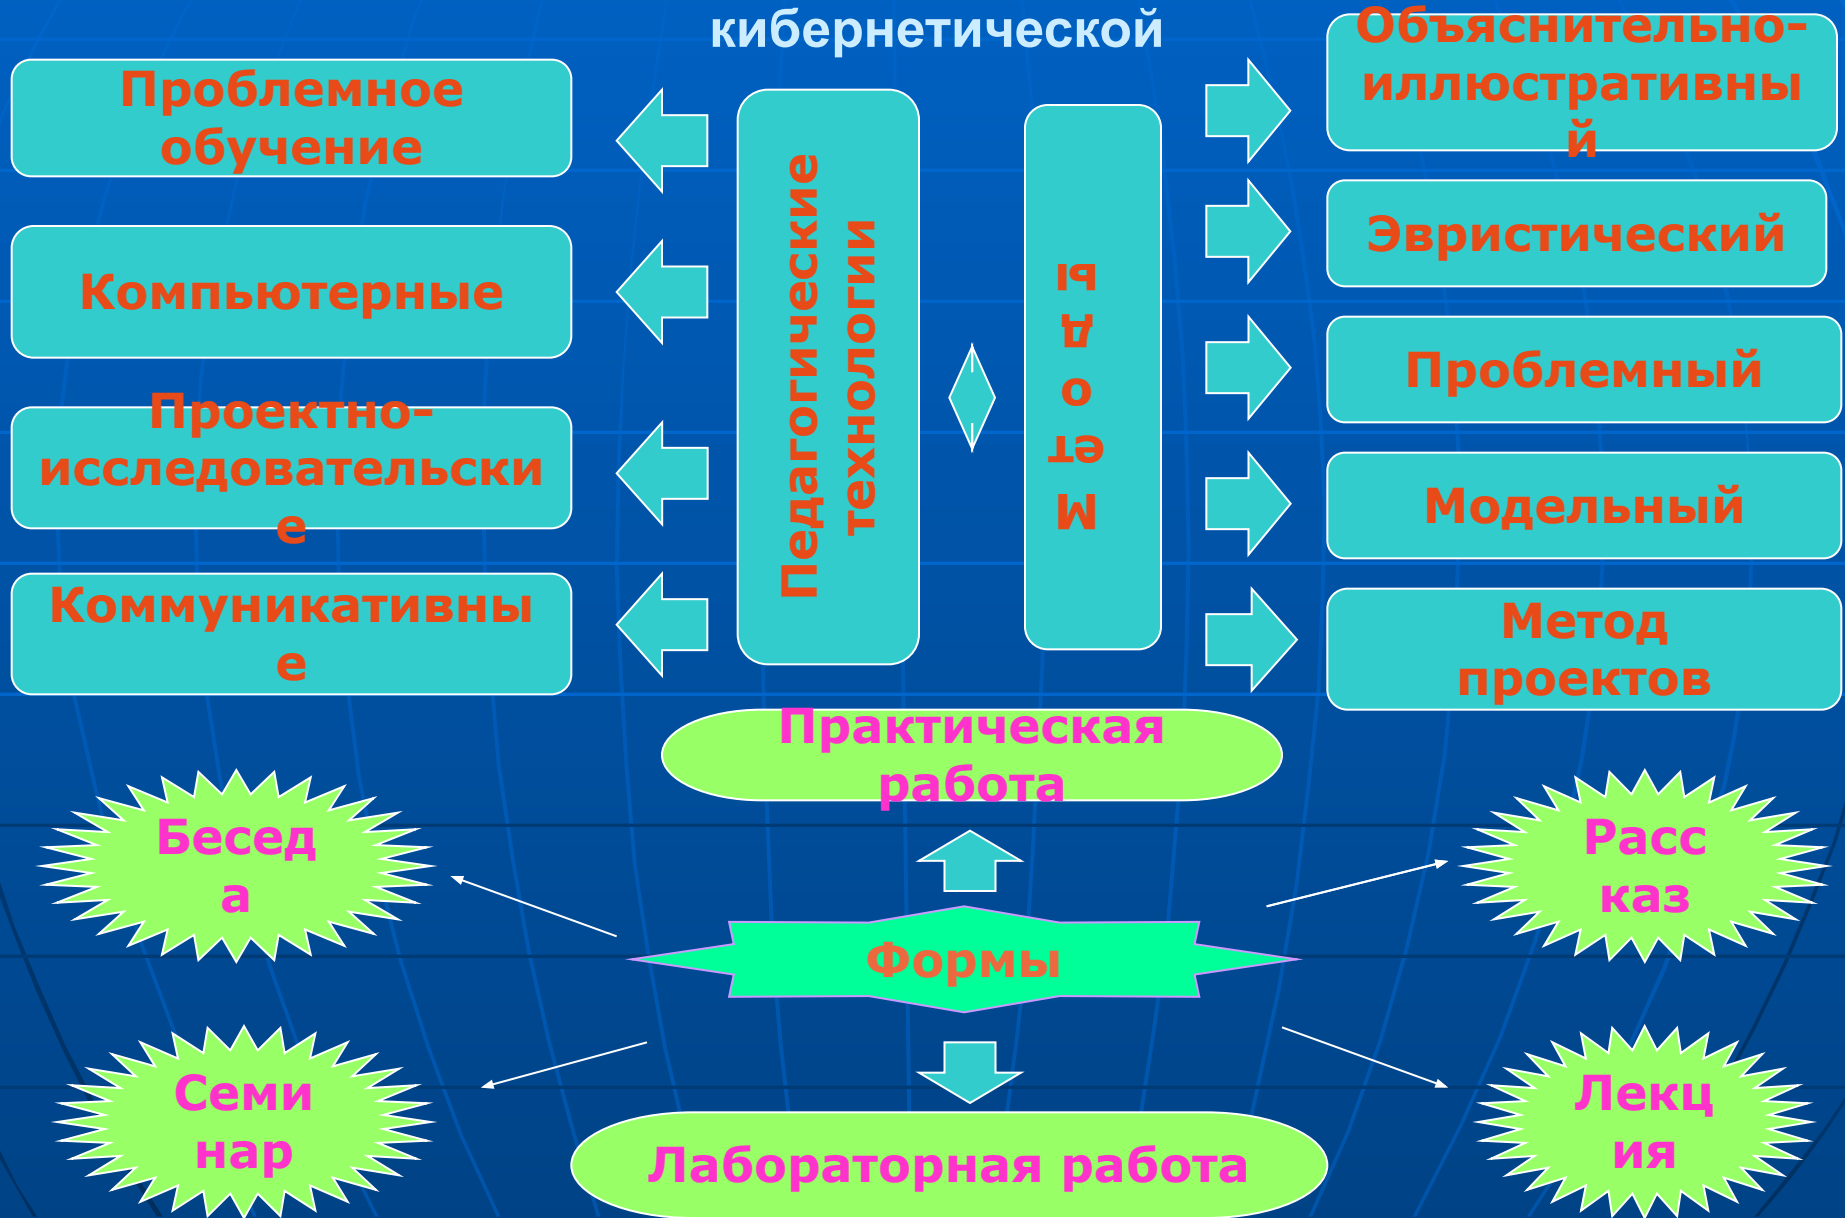 кибернетической
Проблемное
обучение
Компьютерные
Проектно-
исследовательски
е
Коммуникативны
е
Педагогические
технологии
М
ет
о
д
ы
Объяснительно-
иллюстративны
й
Эвристический
Проблемный
Модельный
Метод
проектов
Практическая
работа
Бесед
а
Расс
каз
Формы
Семи
нар
Лекц
ия
Лабораторная работа